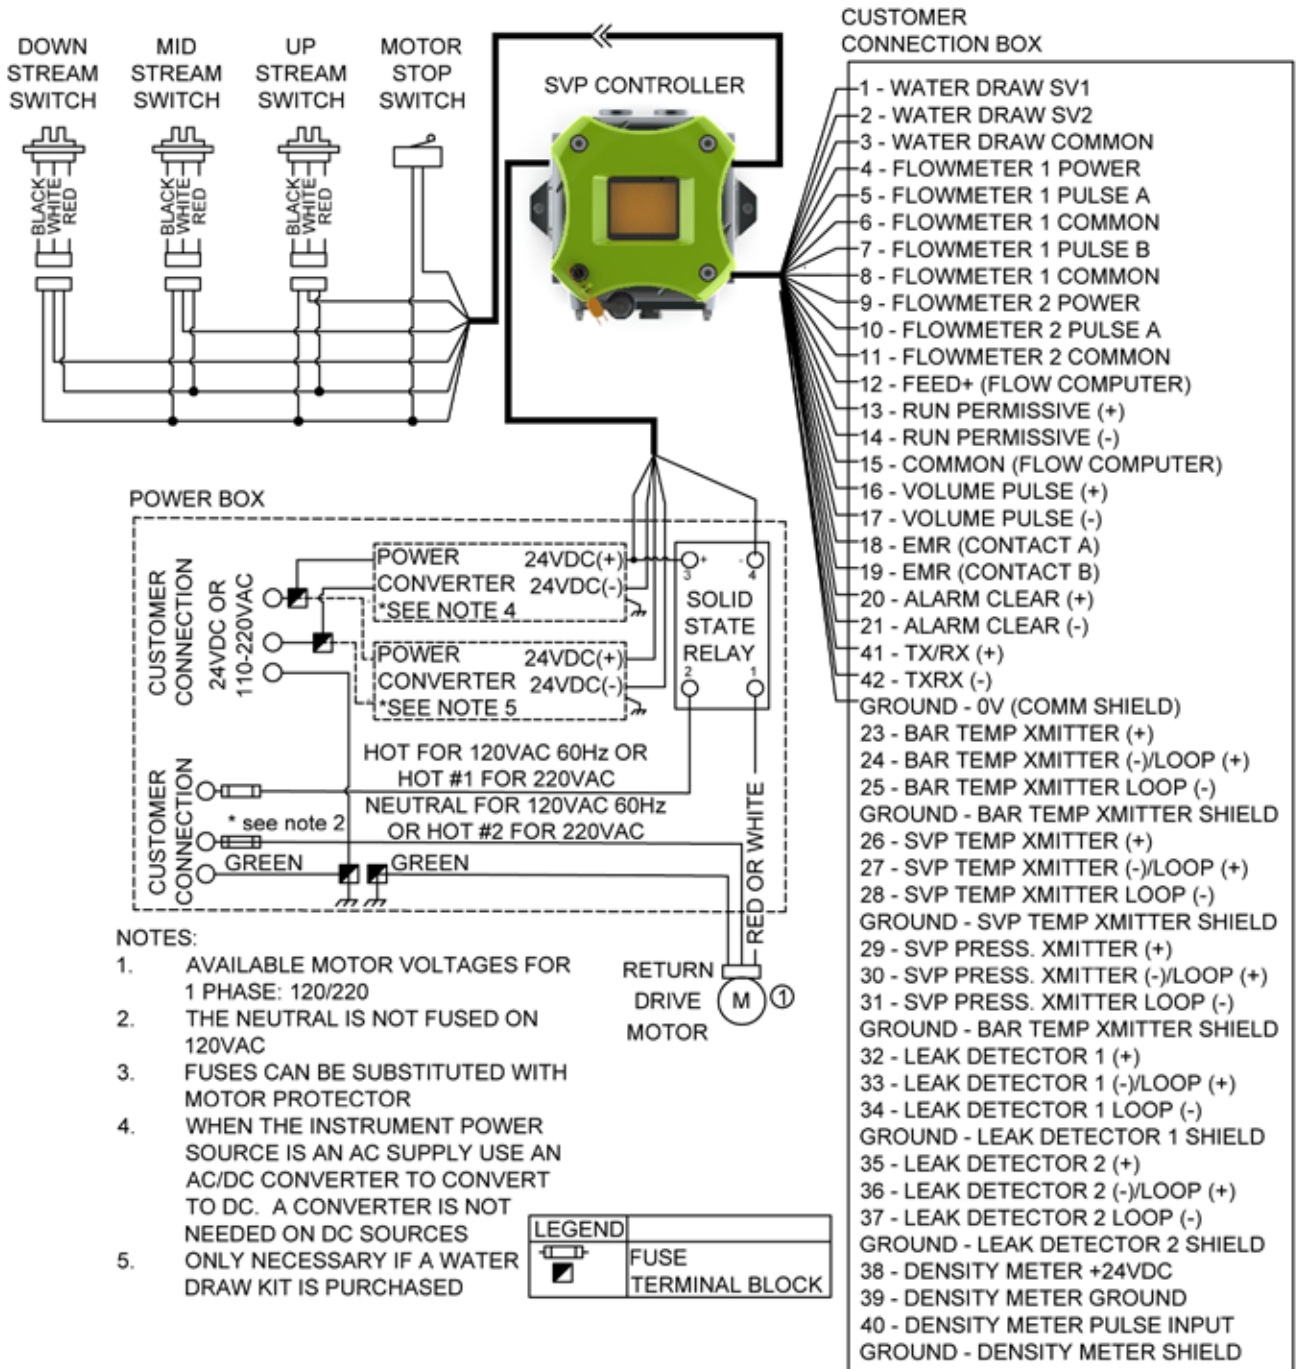 DOWN
STREAM
SWITCH
MID
STREAM
SWITCH
UP
STREAM
SWITCH
MOTOR
STOP
SWITCH
BLACK
WHITE
RED
BLACK
WHITE
RED
BLACK
WHITE
RED
SVP CONTROLLER
CUSTOMER
CONNECTION BOX
1 - WATER DRAW SV1
2 - WATER DRAW SV2
3 - WATER DRAW COMMON
4 - FLOWMETER 1 POWER
5 - FLOWMETER 1 PULSE A
6 - FLOWMETER 1 COMMON
7 - FLOWMETER 1 PULSE B
8 - FLOWMETER 1 COMMON
9 - FLOWMETER 2 POWER
10 - FLOWMETER 2 PULSE A
11 - FLOWMETER 2 COMMON
12 - FEED+ (FLOW COMPUTER)
13 - RUN PERMISSIVE (+)
14 - RUN PERMISSIVE (-)
15 - COMMON (FLOW COMPUTER)
16 - VOLUME PULSE (+)
17 - VOLUME PULSE (-)
18 - EMR (CONTACT A)
19 - EMR (CONTACT B)
20 - ALARM CLEAR (+)
21 - ALARM CLEAR (-)
41 - TX/RX (+)
42 - TXRX (-)
GROUND - 0V (COMM SHIELD)
23 - BAR TEMP XMITTER (+)
24 - BAR TEMP XMITTER (-)/LOOP (+)
25 - BAR TEMP XMITTER LOOP (-)
GROUND - BAR TEMP XMITTER SHIELD
26 - SVP TEMP XMITTER (+)
27 - SVP TEMP XMITTER (-)/LOOP (+)
28 - SVP TEMP XMITTER LOOP (-)
GROUND - SVP TEMP XMITTER SHIELD
29 - SVP PRESS. XMITTER (+)
30 - SVP PRESS. XMITTER (-)/LOOP (+)
31 - SVP PRESS. XMITTER LOOP (-)
GROUND - BAR TEMP XMITTER SHIELD
32 - LEAK DETECTOR 1 (+)
33 - LEAK DETECTOR 1 (-)/LOOP (+)
34 - LEAK DETECTOR 1 LOOP (-)
GROUND - LEAK DETECTOR 1 SHIELD
35 - LEAK DETECTOR 2 (+)
36 - LEAK DETECTOR 2 (-)/LOOP (+)
37 - LEAK DETECTOR 2 LOOP (-)
GROUND - LEAK DETECTOR 2 SHIELD
38 - DENSITY METER +24VDC
39 - DENSITY METER GROUND
40 - DENSITY METER PULSE INPUT
GROUND - DENSITY METER SHIELD
POWER BOX
CUSTOMER
CONNECTION
24VDC OR
110-220VAC
POWER 24VDC(+)
CONVERTER 24VDC(-)
*SEE NOTE 4
POWER 24VDC(+)
CONVERTER 24VDC(-)
*SEE NOTE 5
+ -
3 4
SOLID
STATE
RELAY
2 1
HOT FOR 120VAC 60Hz OR
HOT #1 FOR 220VAC
NEUTRAL FOR 120VAC 60Hz
OR HOT #2 FOR 220VAC
CUSTOMER
CONNECTION
* see note 2
GREEN
GREEN
RED OR WHITE
RETURN
DRIVE
MOTOR
M
1
NOTES:
1. AVAILABLE MOTOR VOLTAGES FOR
1 PHASE: 120/220
2. THE NEUTRAL IS NOT FUSED ON
120VAC
3. FUSES CAN BE SUBSTITUTED WITH
MOTOR PROTECTOR
4. WHEN THE INSTRUMENT POWER
SOURCE IS AN AC SUPPLY USE AN
AC/DC CONVERTER TO CONVERT
TO DC. A CONVERTER IS NOT
NEEDED ON DC SOURCES
5. ONLY NECESSARY IF A WATER
DRAW KIT IS PURCHASED
LEGEND
FUSE
TERMINAL BLOCK